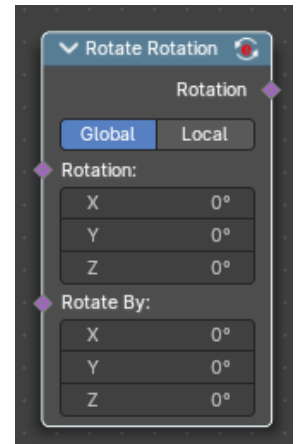 Rotate Rotation
Rotation
Global Local
Rotation:
X 0°
Y 0°
Z 0°
Rotate By:
X 0°
Y 0°
Z 0°